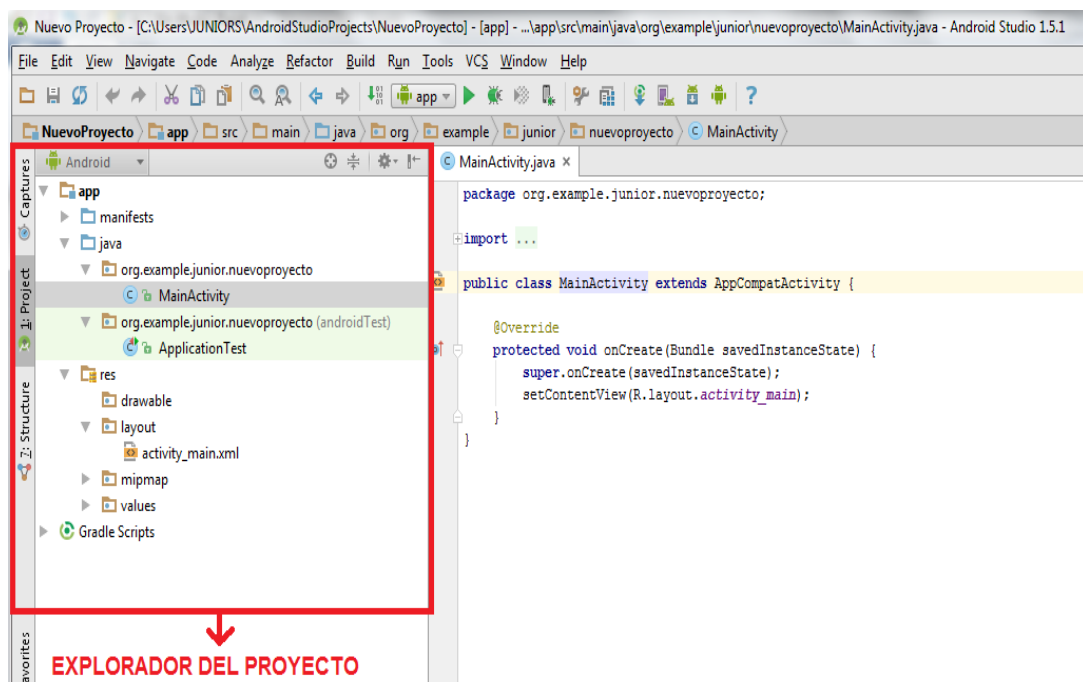 Nuevo Proyecto - [C:\Users\JUNIORS\AndroidStudioProjects\NuevoProyecto] - [app] - ...\app\src\main\java\org\example\junior\nuevoproyecto\MainActivity.java - Android Studio 1.5.1
File Edit View Navigate Code Analyze Refactor Build Run Tools VCS Window Help
app
NuevoProyecto app src main java org example junior nuevoproyecto MainActivity
Captures
1: Project
7: Structure
avorites
Android
app
manifests
java
org.example.junior.nuevoproyecto
MainActivity
org.example.junior.nuevoproyecto (androidTest)
ApplicationTest
res
drawable
layout
activity_main.xml
mipmap
values
Gradle Scripts
EXPLORADOR DEL PROYECTO
MainActivity.java
package org.example.junior.nuevoproyecto;
import ...
public class MainActivity extends AppCompatActivity {
@Override
protected void onCreate(Bundle savedInstanceState) {
super.onCreate(savedInstanceState);
setContentView(R.layout.activity_main);
}
}